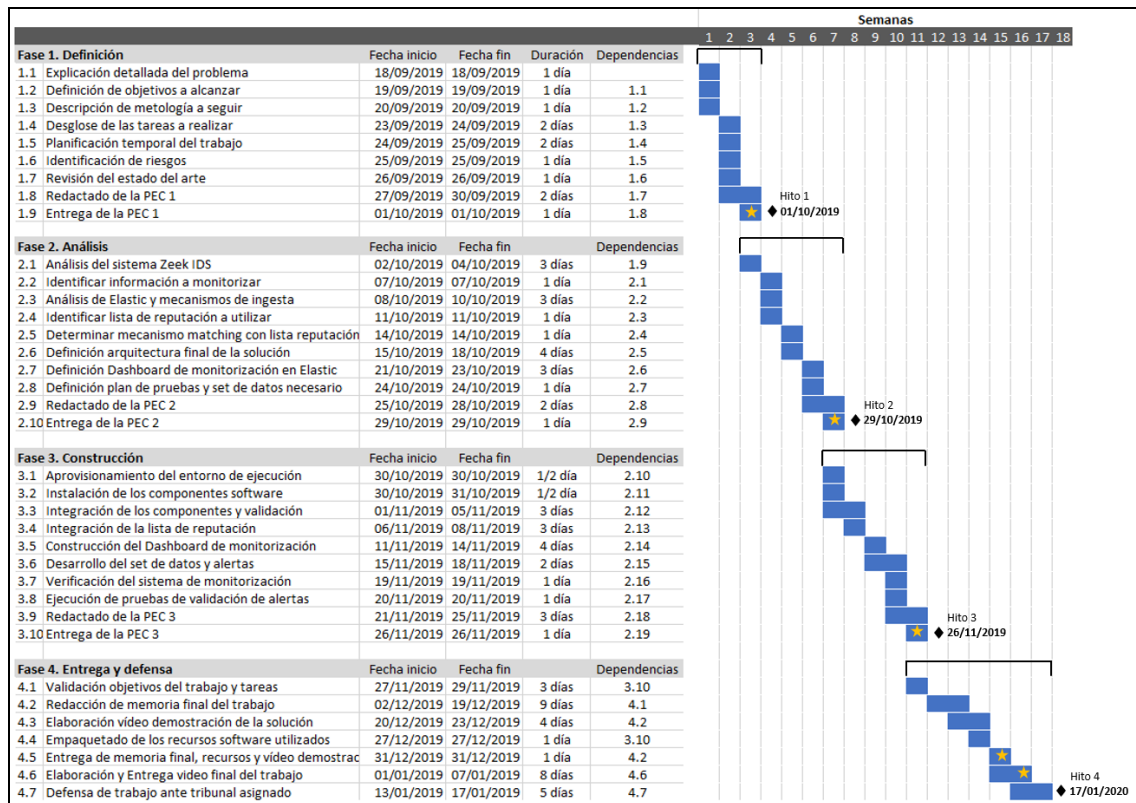 Semanas
1 2 3 4 5 6 7 8 9 10 11 12 13 14 15 16 17 18
Fase 1. Definición Fecha inicio Fecha fin Duración Dependencias
1.1 Explicación detallada del problema 18/09/2019 18/09/2019 1 día
1.2 Definición de objetivos a alcanzar 19/09/2019 19/09/2019 1 día 1.1
1.3 Descripción de metología a seguir 20/09/2019 20/09/2019 1 día 1.2
1.4 Desglose de las tareas a realizar 23/09/2019 24/09/2019 2 días 1.3
1.5 Planificación temporal del trabajo 24/09/2019 25/09/2019 2 días 1.4
1.6 Identificación de riesgos 25/09/2019 25/09/2019 1 día 1.5
1.7 Revisión del estado del arte 26/09/2019 26/09/2019 1 día 1.6
1.8 Redactado de la PEC 1 27/09/2019 30/09/2019 2 días 1.7 Hito 1
1.9 Entrega de la PEC 1 01/10/2019 01/10/2019 1 día 1.8 01/10/2019
Fase 2. Análisis Fecha inicio Fecha fin Dependencias
2.1 Análisis del sistema Zeek IDS 02/10/2019 04/10/2019 3 días 1.9
2.2 Identificar información a monitorizar 07/10/2019 07/10/2019 1 día 2.1
2.3 Análisis de Elastic y mecanismos de ingesta 08/10/2019 10/10/2019 3 días 2.2
2.4 Identificar lista de reputación a utilizar 11/10/2019 11/10/2019 1 día 2.3
2.5 Determinar mecanismo matching con lista reputación 14/10/2019 14/10/2019 1 día 2.4
2.6 Definición arquitectura final de la solución 15/10/2019 18/10/2019 4 días 2.5
2.7 Definición Dashboard de monitorización en Elastic 21/10/2019 23/10/2019 3 días 2.6
2.8 Definición plan de pruebas y set de datos necesario 24/10/2019 24/10/2019 1 día 2.7
2.9 Redactado de la PEC 2 25/10/2019 28/10/2019 2 días 2.8 Hito 2
2.10 Entrega de la PEC 2 29/10/2019 29/10/2019 1 día 2.9 29/10/2019
Fase 3. Construcción Fecha inicio Fecha fin Dependencias
3.1 Aprovisionamiento del entorno de ejecución 30/10/2019 30/10/2019 1/2 día 2.10
3.2 Instalación de los componentes software 30/10/2019 31/10/2019 1/2 día 2.11
3.3 Integración de los componentes y validación 01/11/2019 05/11/2019 3 días 2.12
3.4 Integración de la lista de reputación 06/11/2019 08/11/2019 3 días 2.13
3.5 Construcción del Dashboard de monitorización 11/11/2019 14/11/2019 4 días 2.14
3.6 Desarrollo del set de datos y alertas 15/11/2019 18/11/2019 2 días 2.15
3.7 Verificación del sistema de monitorización 19/11/2019 19/11/2019 1 día 2.16
3.8 Ejecución de pruebas de validación de alertas 20/11/2019 20/11/2019 1 día 2.17
3.9 Redactado de la PEC 3 21/11/2019 25/11/2019 3 días 2.18 Hito 3
3.10 Entrega de la PEC 3 26/11/2019 26/11/2019 1 día 2.19 26/11/2019
Fase 4. Entrega y defensa Fecha inicio Fecha fin Dependencias
4.1 Validación objetivos del trabajo y tareas 27/11/2019 29/11/2019 3 días 3.10
4.2 Redacción de memoria final del trabajo 02/12/2019 19/12/2019 9 días 4.1
4.3 Elaboración vídeo demostración de la solución 20/12/2019 23/12/2019 4 días 4.2
4.4 Empaquetado de los recursos software utilizados 27/12/2019 27/12/2019 1 día 3.10
4.5 Entrega de memoria final, recursos y vídeo demostrac 31/12/2019 31/12/2019 1 día 4.2
4.6 Elaboración y Entrega video final del trabajo 01/01/2019 07/01/2019 8 días 4.6 Hito 4
4.7 Defensa de trabajo ante tribunal asignado 13/01/2019 17/01/2019 5 días 4.7 17/01/2020